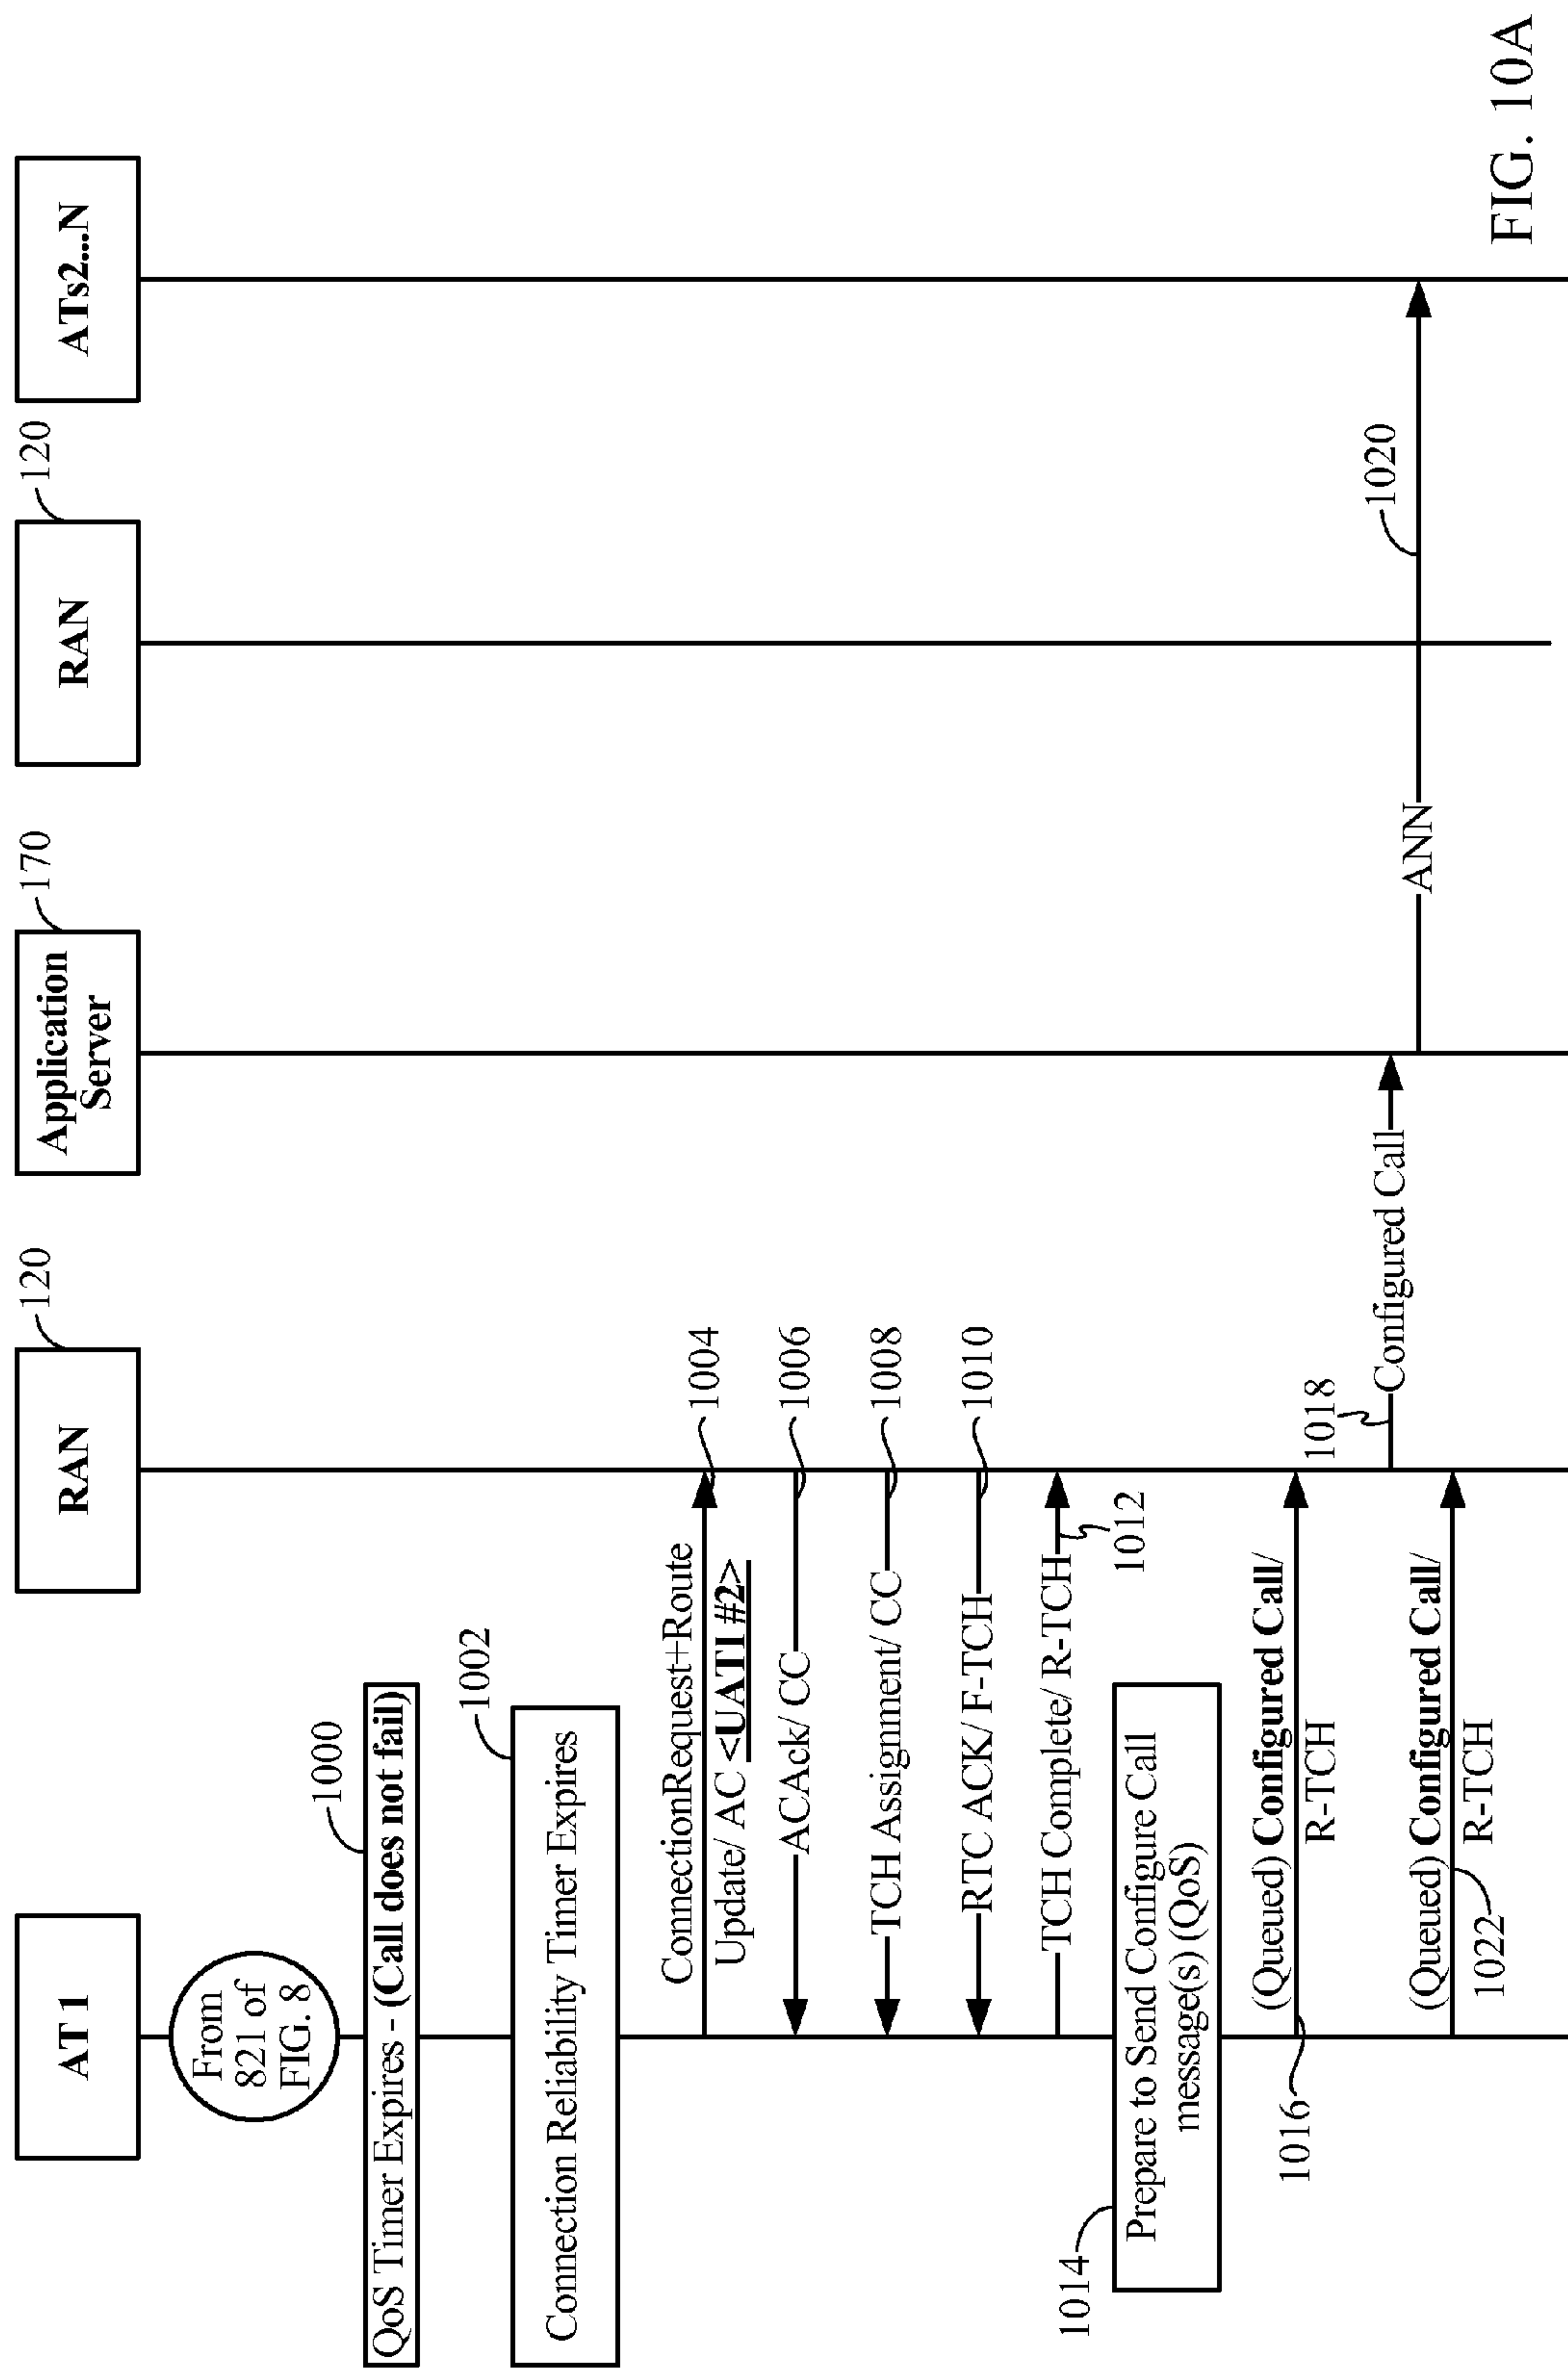 AT 1
RAN
120
Application
Server
170
RAN
120
ATs2...N
From
821 of
FIG. 8
1000
QoS Timer Expires - (Call does not fail)
1002
Connection Reliability Timer Expires
ConnectionRequest+Route
Update/ AC <UATI #2>
1004
ACAck/ CC
1006
TCH Assignment/ CC
1008
RTC ACK/ F-TCH
1010
TCH Complete/ R-TCH
1012
1014
Prepare to Send Configure Call
message(s) (QoS)
1016
(Queued) Configured Call/
R-TCH
1018
Configured Call
ANN
1020
(Queued) Configured Call/
R-TCH
1022
FIG. 10A